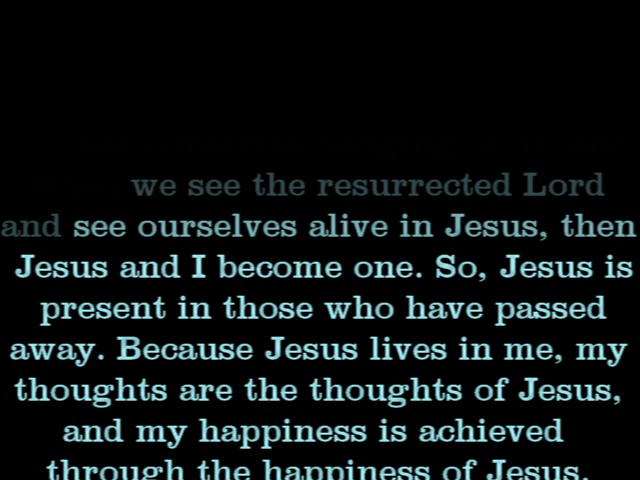 we see the resurrected Lord
and see ourselves alive in Jesus, then
Jesus and I become one. So, Jesus is
present in those who have passed
away. Because Jesus lives in me, my
thoughts are the thoughts of Jesus,
and my happiness is achieved
through the happiness of Jesus.